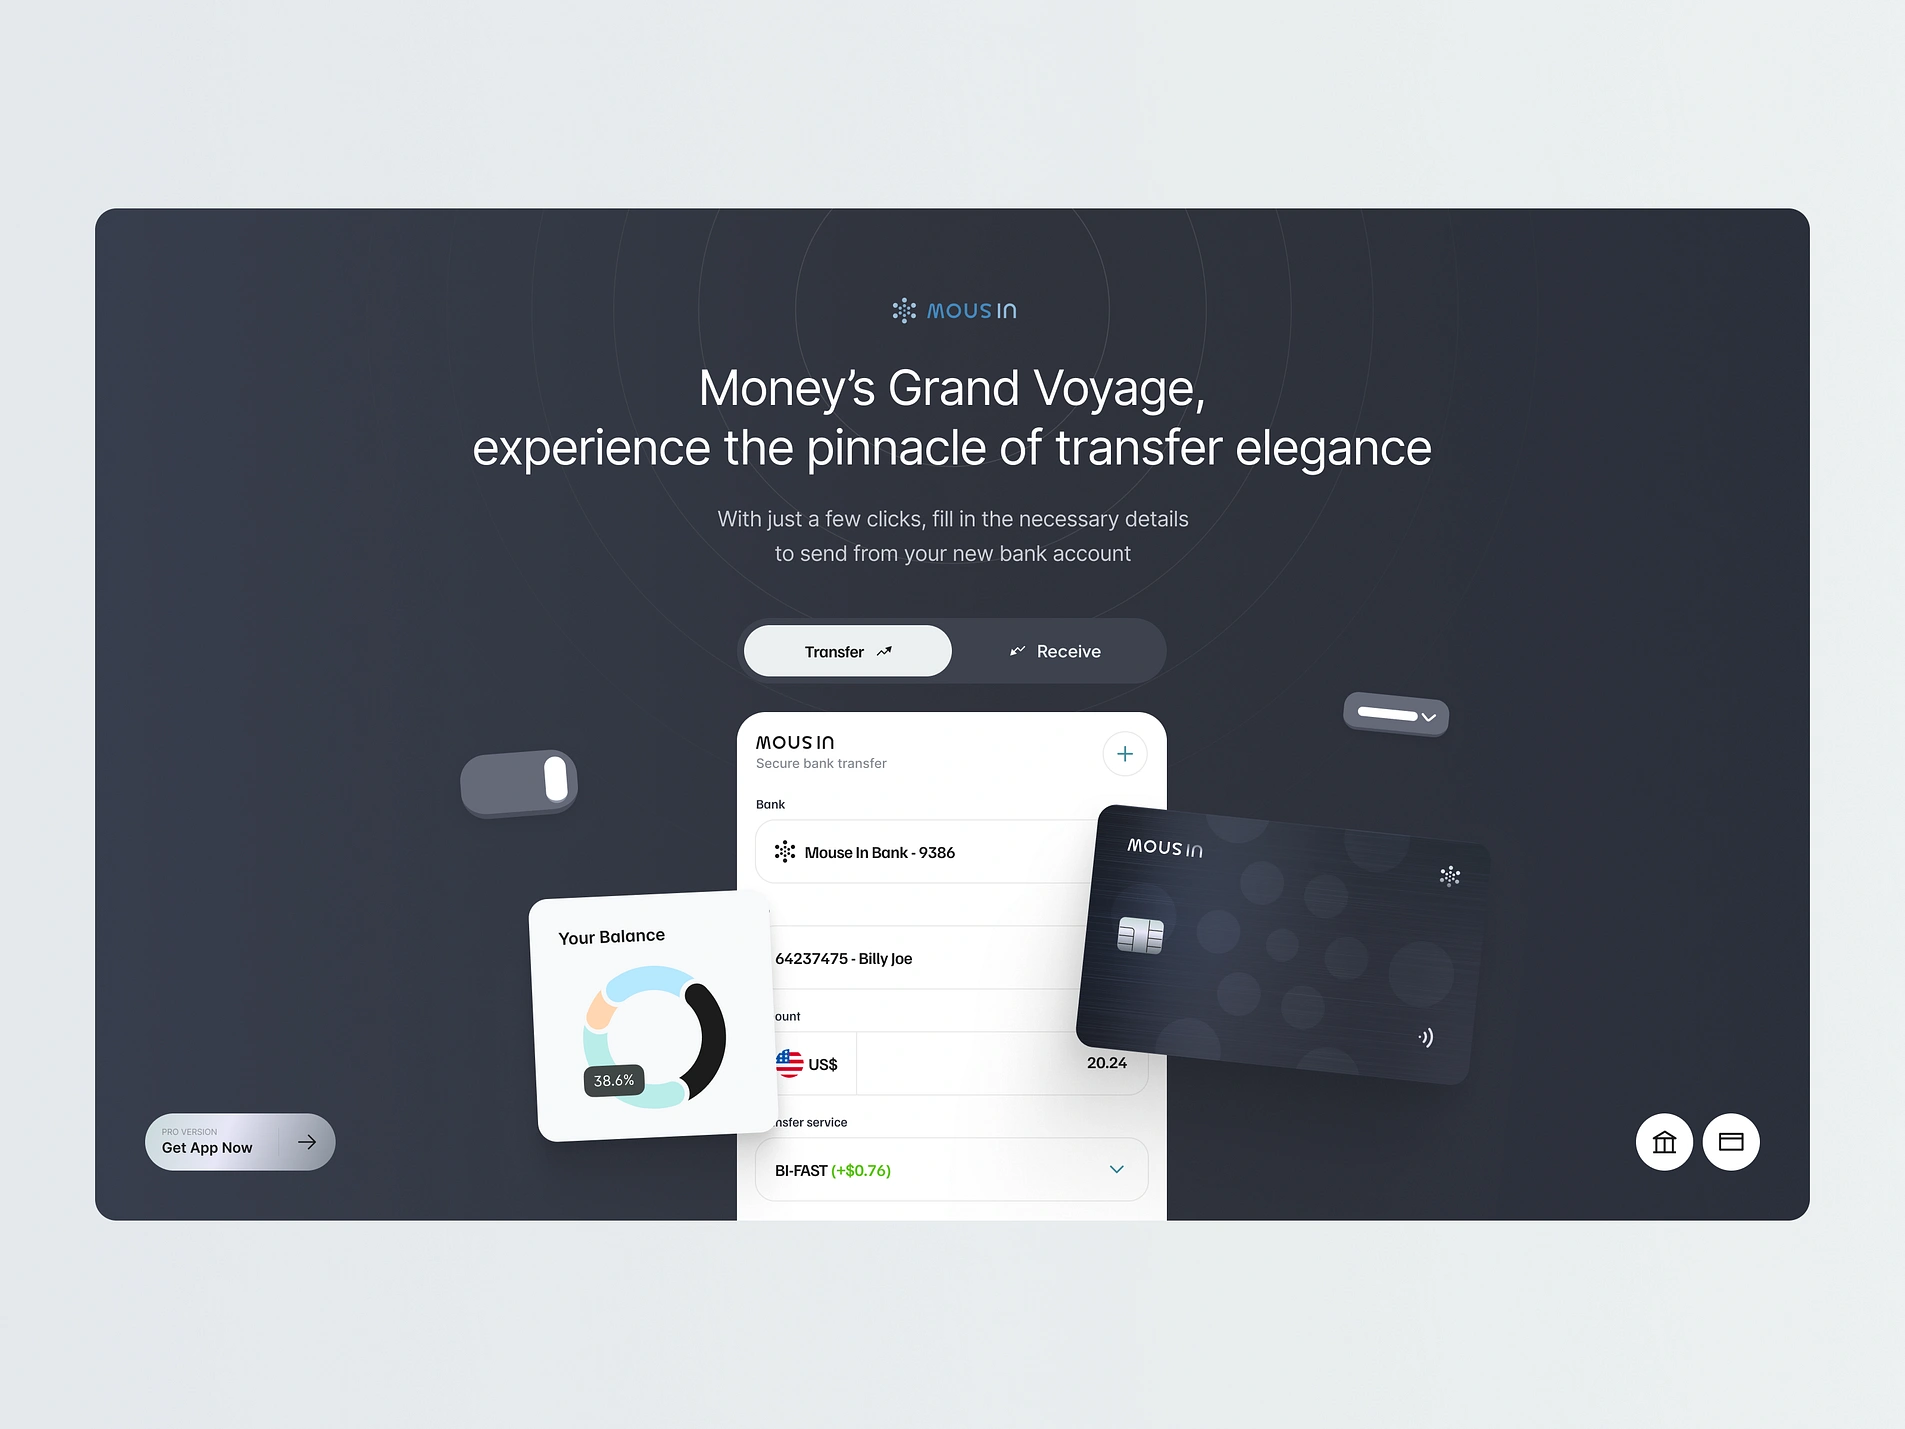 MOUS IN
Money’s Grand Voyage,
experience the pinnacle of transfer elegance
With just a few clicks, fill in the necessary details
to send from your new bank account
Transfer
Receive
MOUS IN
Secure bank transfer
Bank
Mouse In Bank - 9386
64237475 - Billy Joe
ount
US$
20.24
nsfer service
BI-FAST (+$0.76)
Your Balance
38.6%
MOUS IN
PRO VERSION
Get App Now